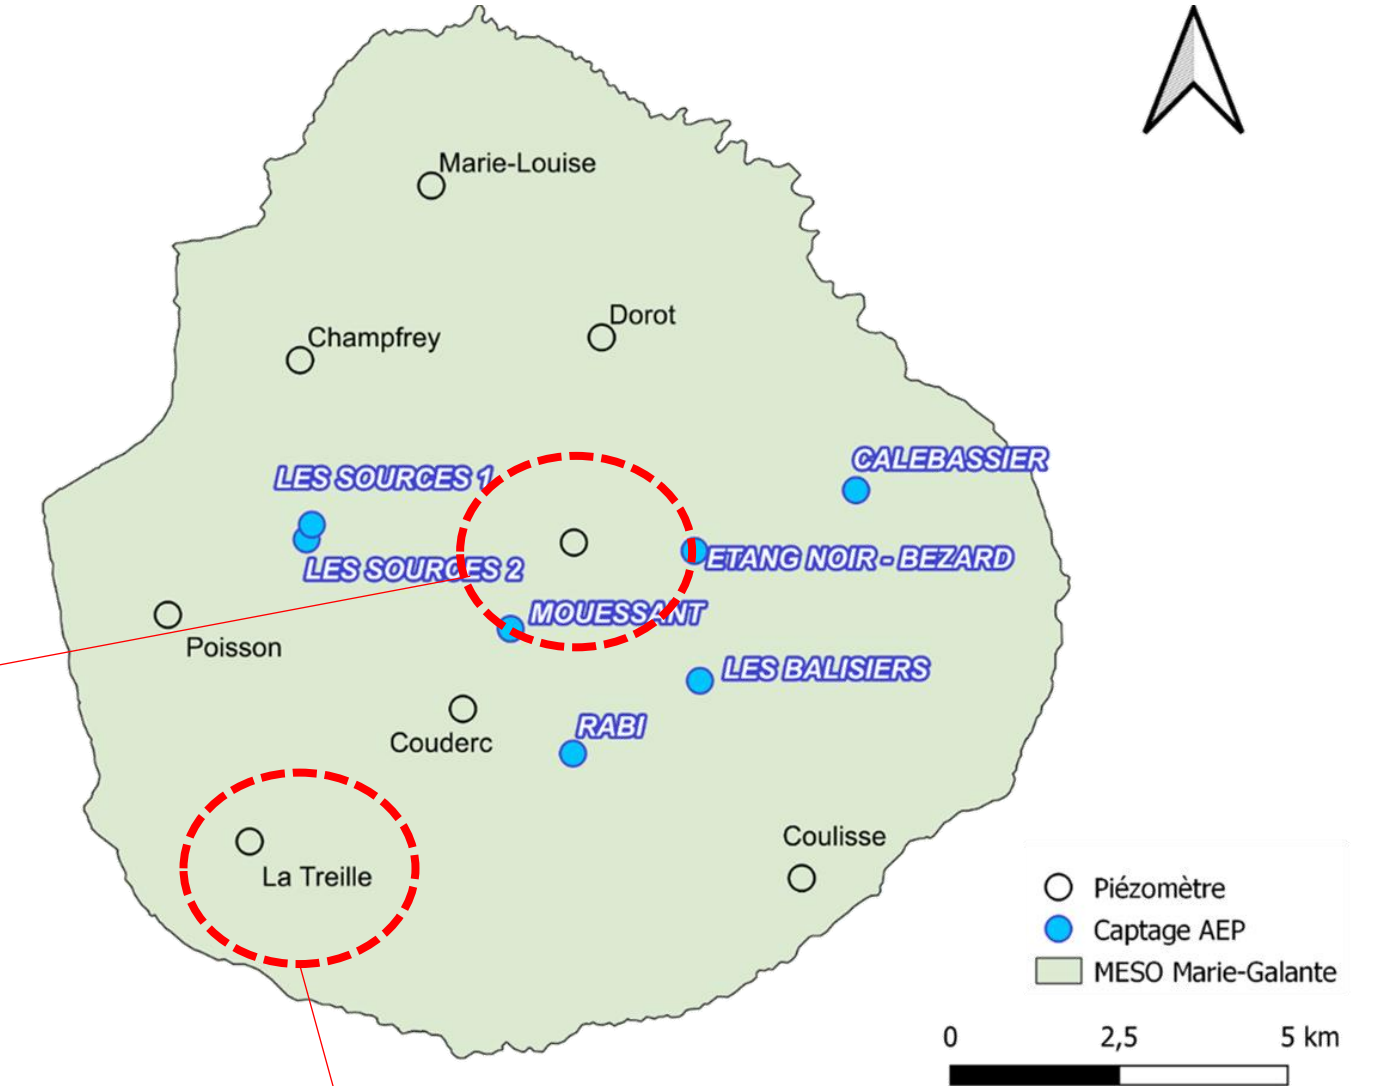 Marie-Louise
Dorot
Champfrey
CALEBASSIER
LES SOURCES 1
ETANG NOIR - BEZARD
LES SOURCES 2
MOUESSANT
Poisson
LES BALISIERS
RABI
Couderc
Coulisse
La Treille
Piézomètre
Captage AEP
MESO Marie-Galante
0 2,5 5 km